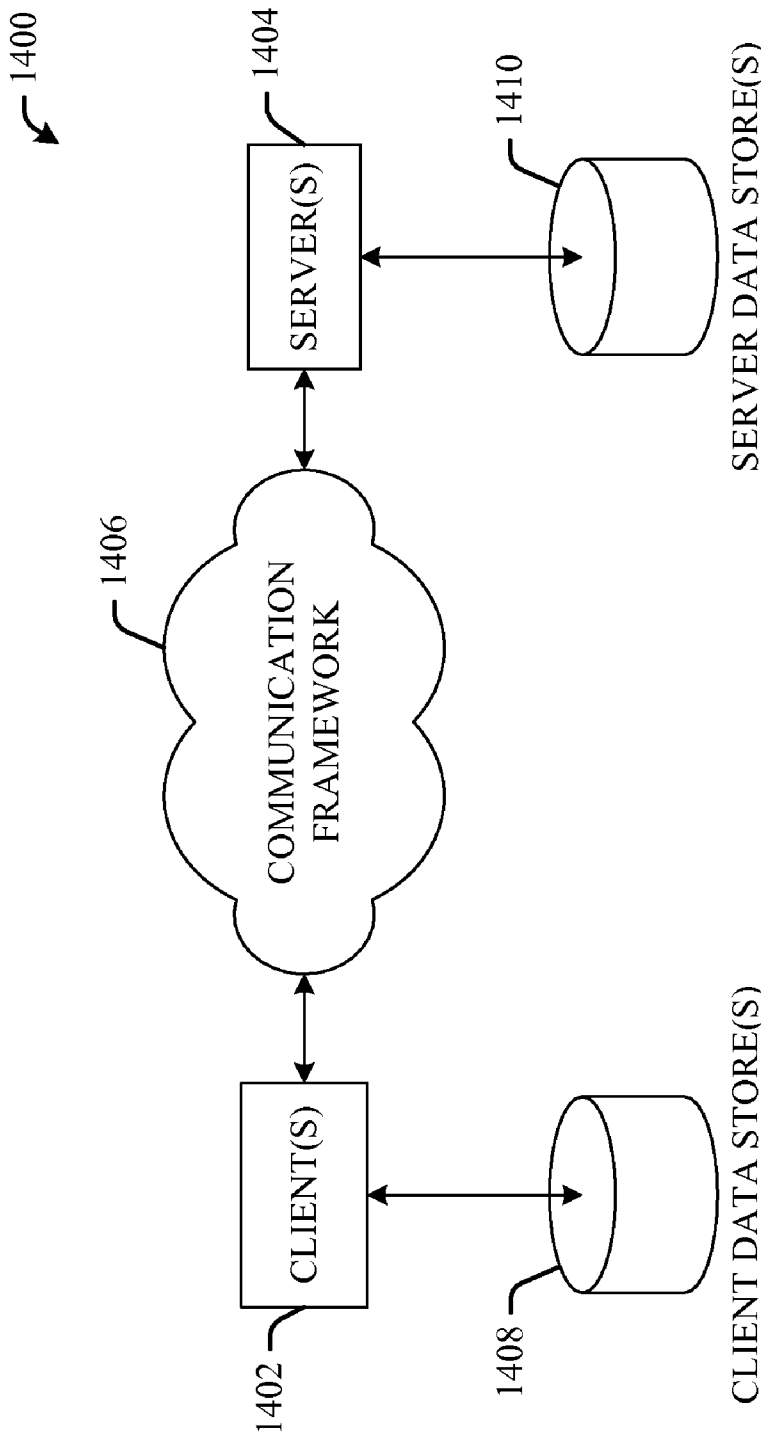 1400
1402
CLIENT(S)
1406
COMMUNICATION
FRAMEWORK
1404
SERVER(S)
1408
CLIENT DATA STORE(S)
1410
SERVER DATA STORE(S)